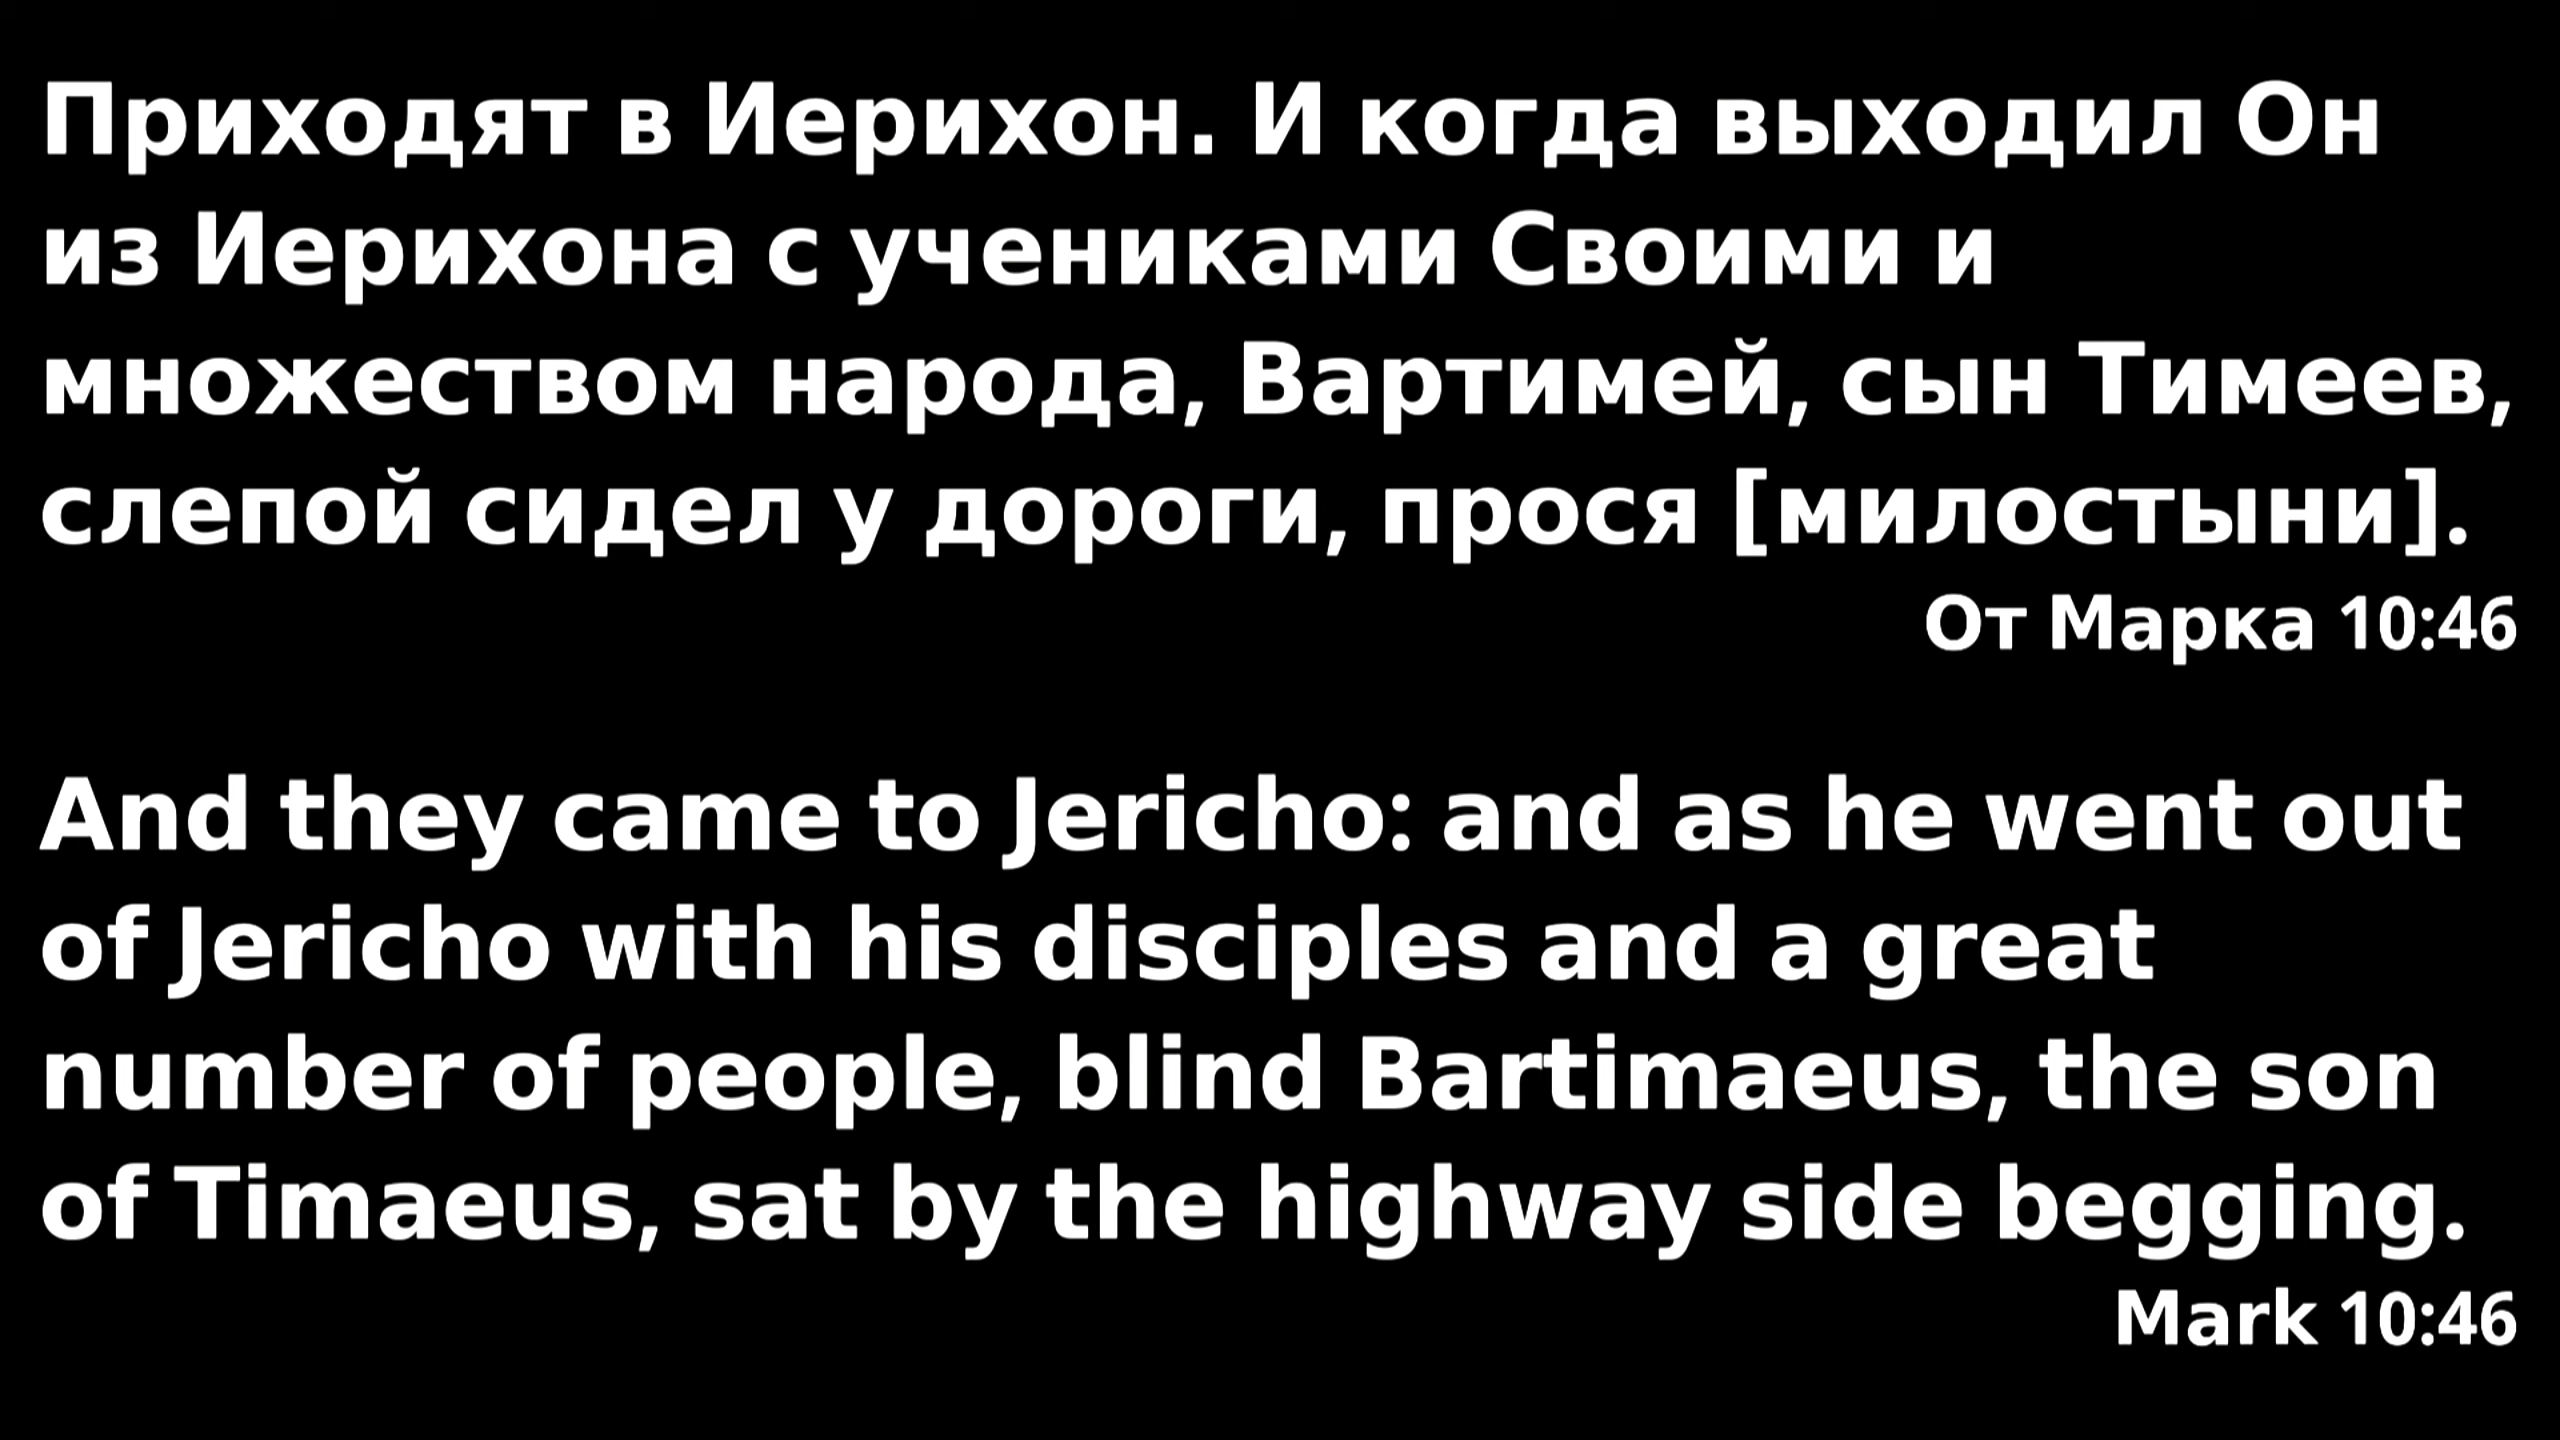 Приходят в Иерихон. И когда выходил Он
из Иерихона с учениками Своими и
множеством народа, Вартимей, сын Тимеев,
слепой сидел у дороги, прося [милостыни].
От Марка 10:46
And they came to Jericho: and as he went out
of Jericho with his disciples and a great
number of people, blind Bartimaeus, the son
of Timaeus, sat by the highway side begging.
Mark 10:46